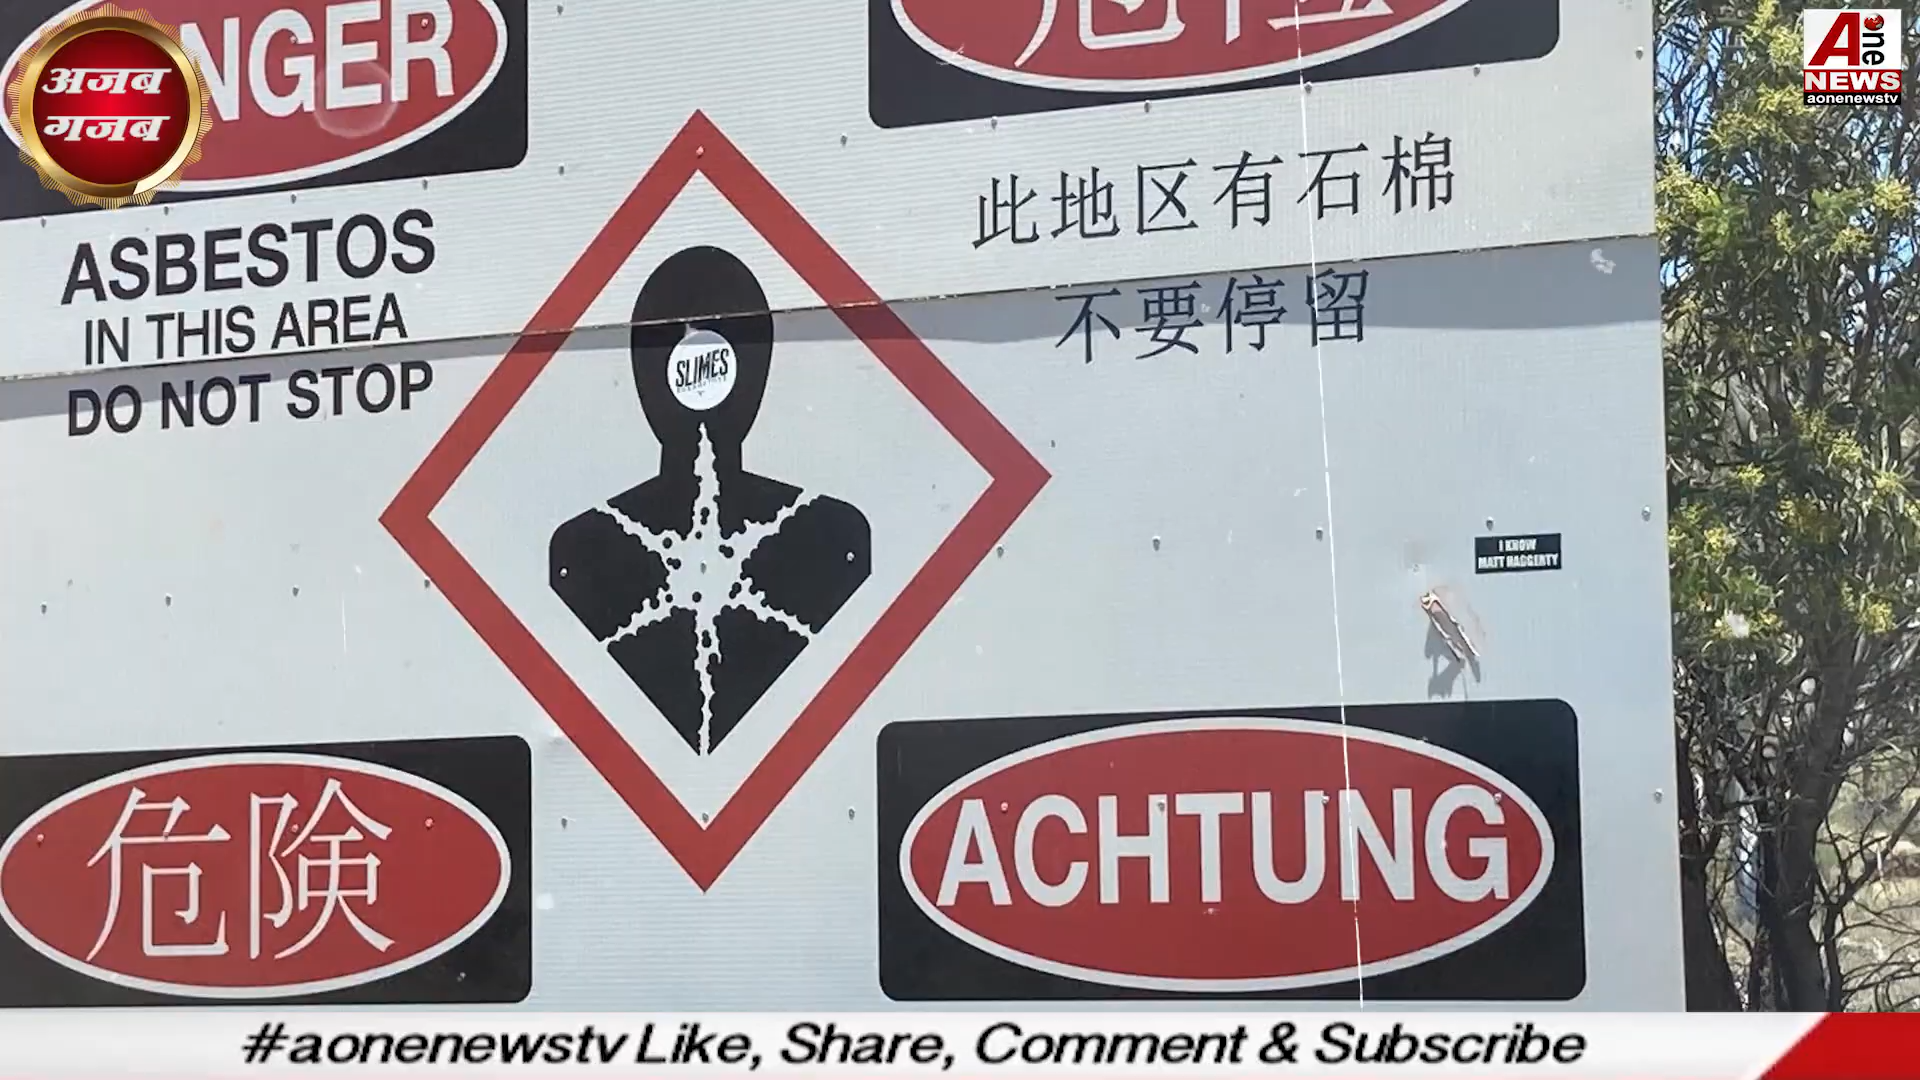 अजब
गजब
NGER
ASBESTOS
IN THIS AREA
DO NOT STOP
此地区有石棉
不要停留
SLIMES
I KNOW
MATT HAGGERTY
危険
ACHTUNG
A one
NEWS
aonenewstv
#aonenewstv Like, Share, Comment & Subscribe